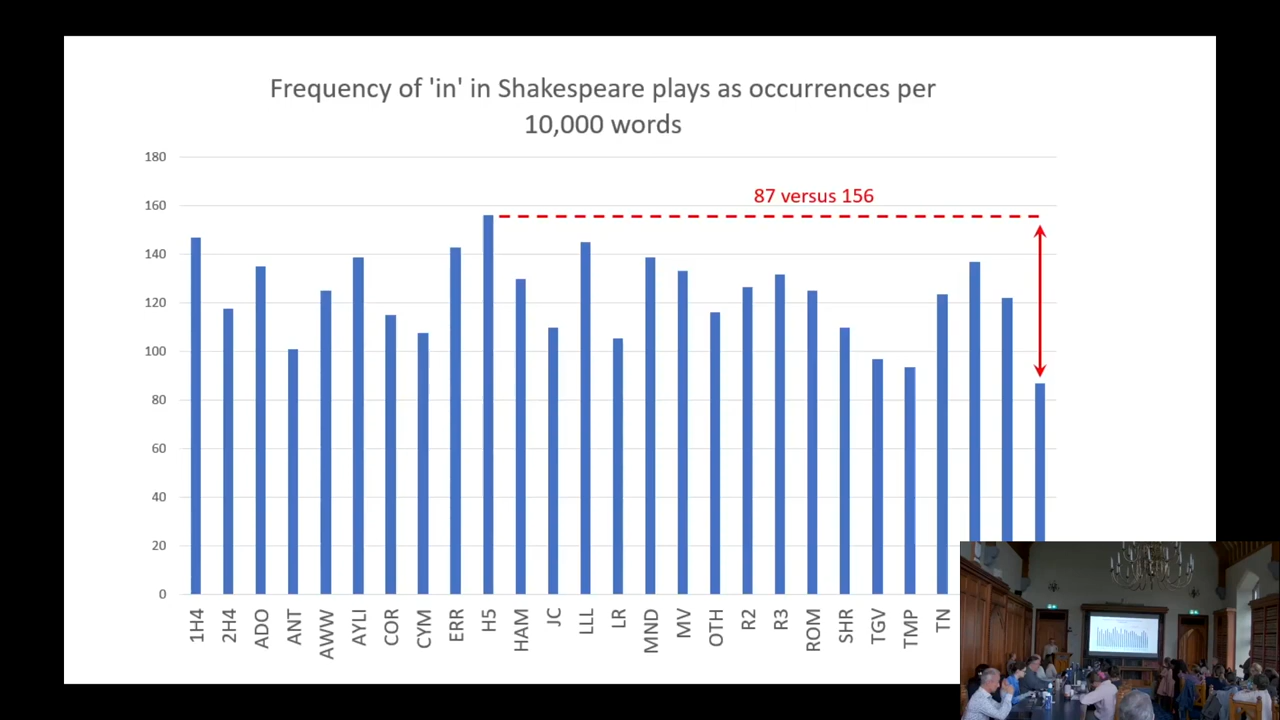 Frequency of 'in' in Shakespeare plays as occurrences per
10,000 words
180
160
140
120
100
80
60
40
20
0
87 versus 156
1H4
2H4
ADO
ANT
AWW
AYLI
COR
CYM
ERR
H5
HAM
JC
LLL
LR
MND
MV
OTH
R2
R3
ROM
SHR
TGV
TMP
TN